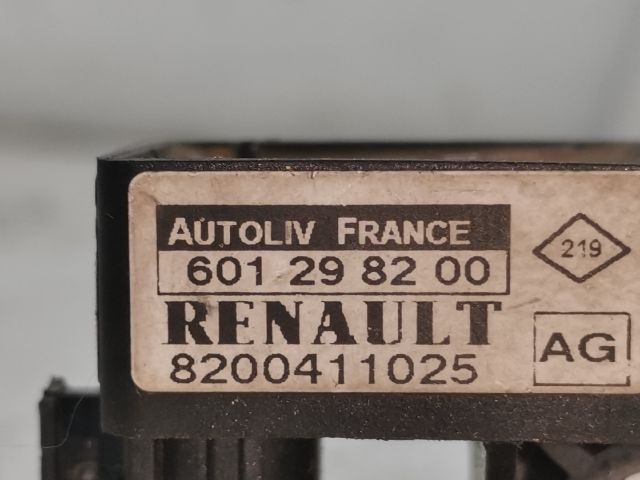 AUTOLIV FRANCE
601 29 82 00
RENAULT
8200411025
219
AG